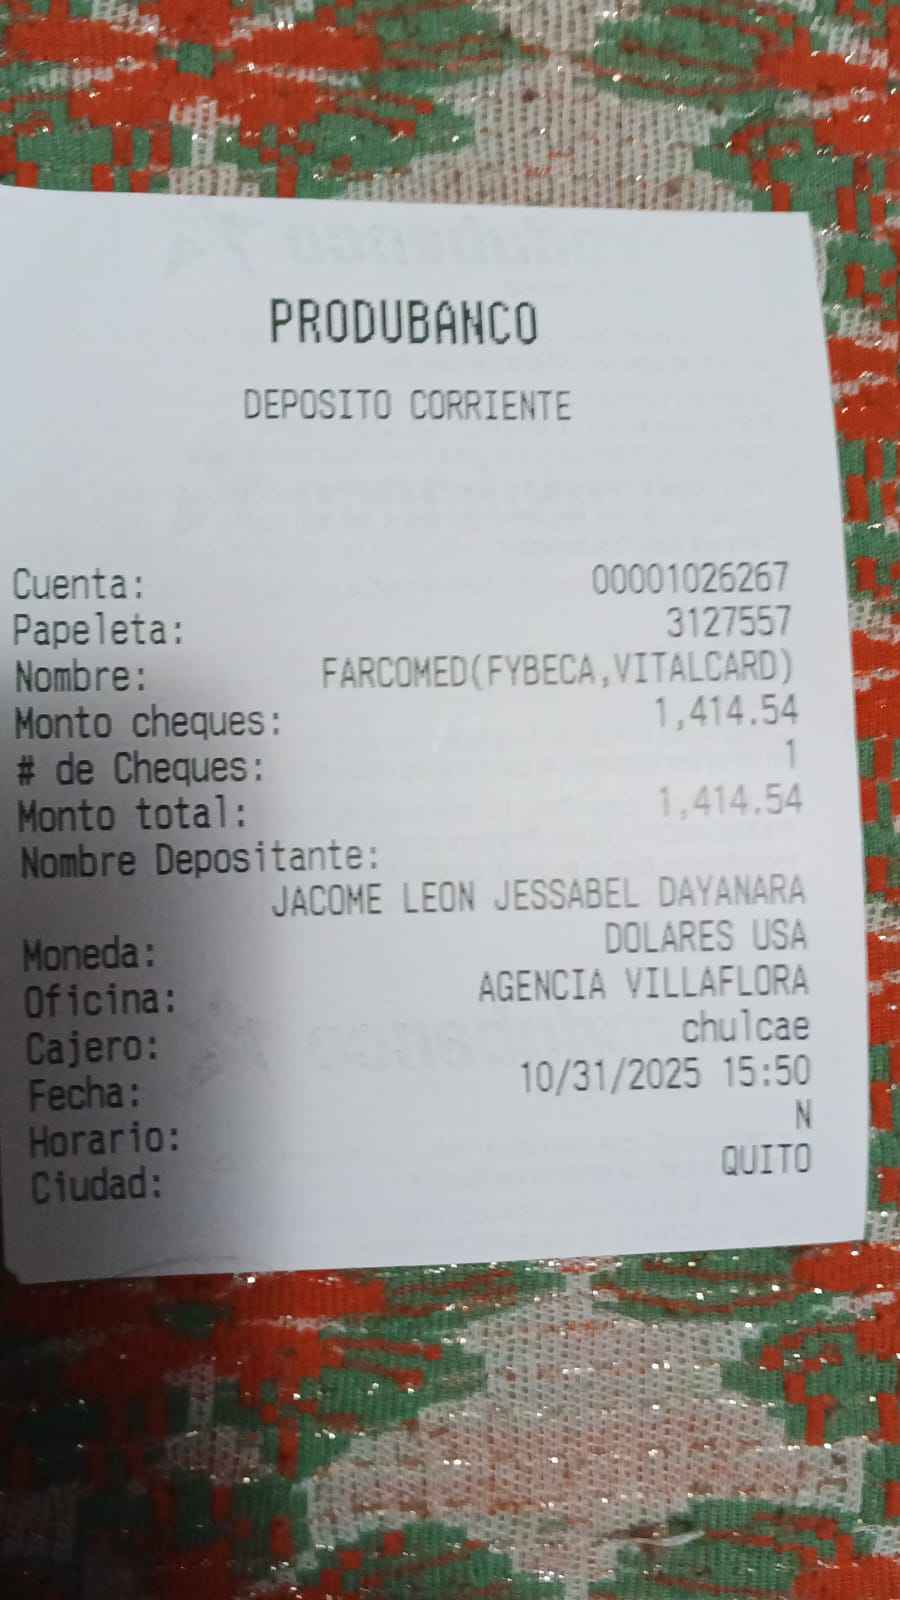 PRODUBANCO
DEPOSITO CORRIENTE
Cuenta: 00001026267
Papeleta: 3127557
Nombre: FARCOMED(FYBECA,VITALCARD)
Monto cheques: 1,414.54
# de Cheques: 1
Monto total: 1,414.54
Nombre Depositante:
JACOME LEON JESSABEL DAYANARA
Moneda: DOLARES USA
Oficina: AGENCIA VILLAFLORA
Cajero: chulcae
Fecha: 10/31/2025 15:50
Horario: N
Ciudad: QUITO